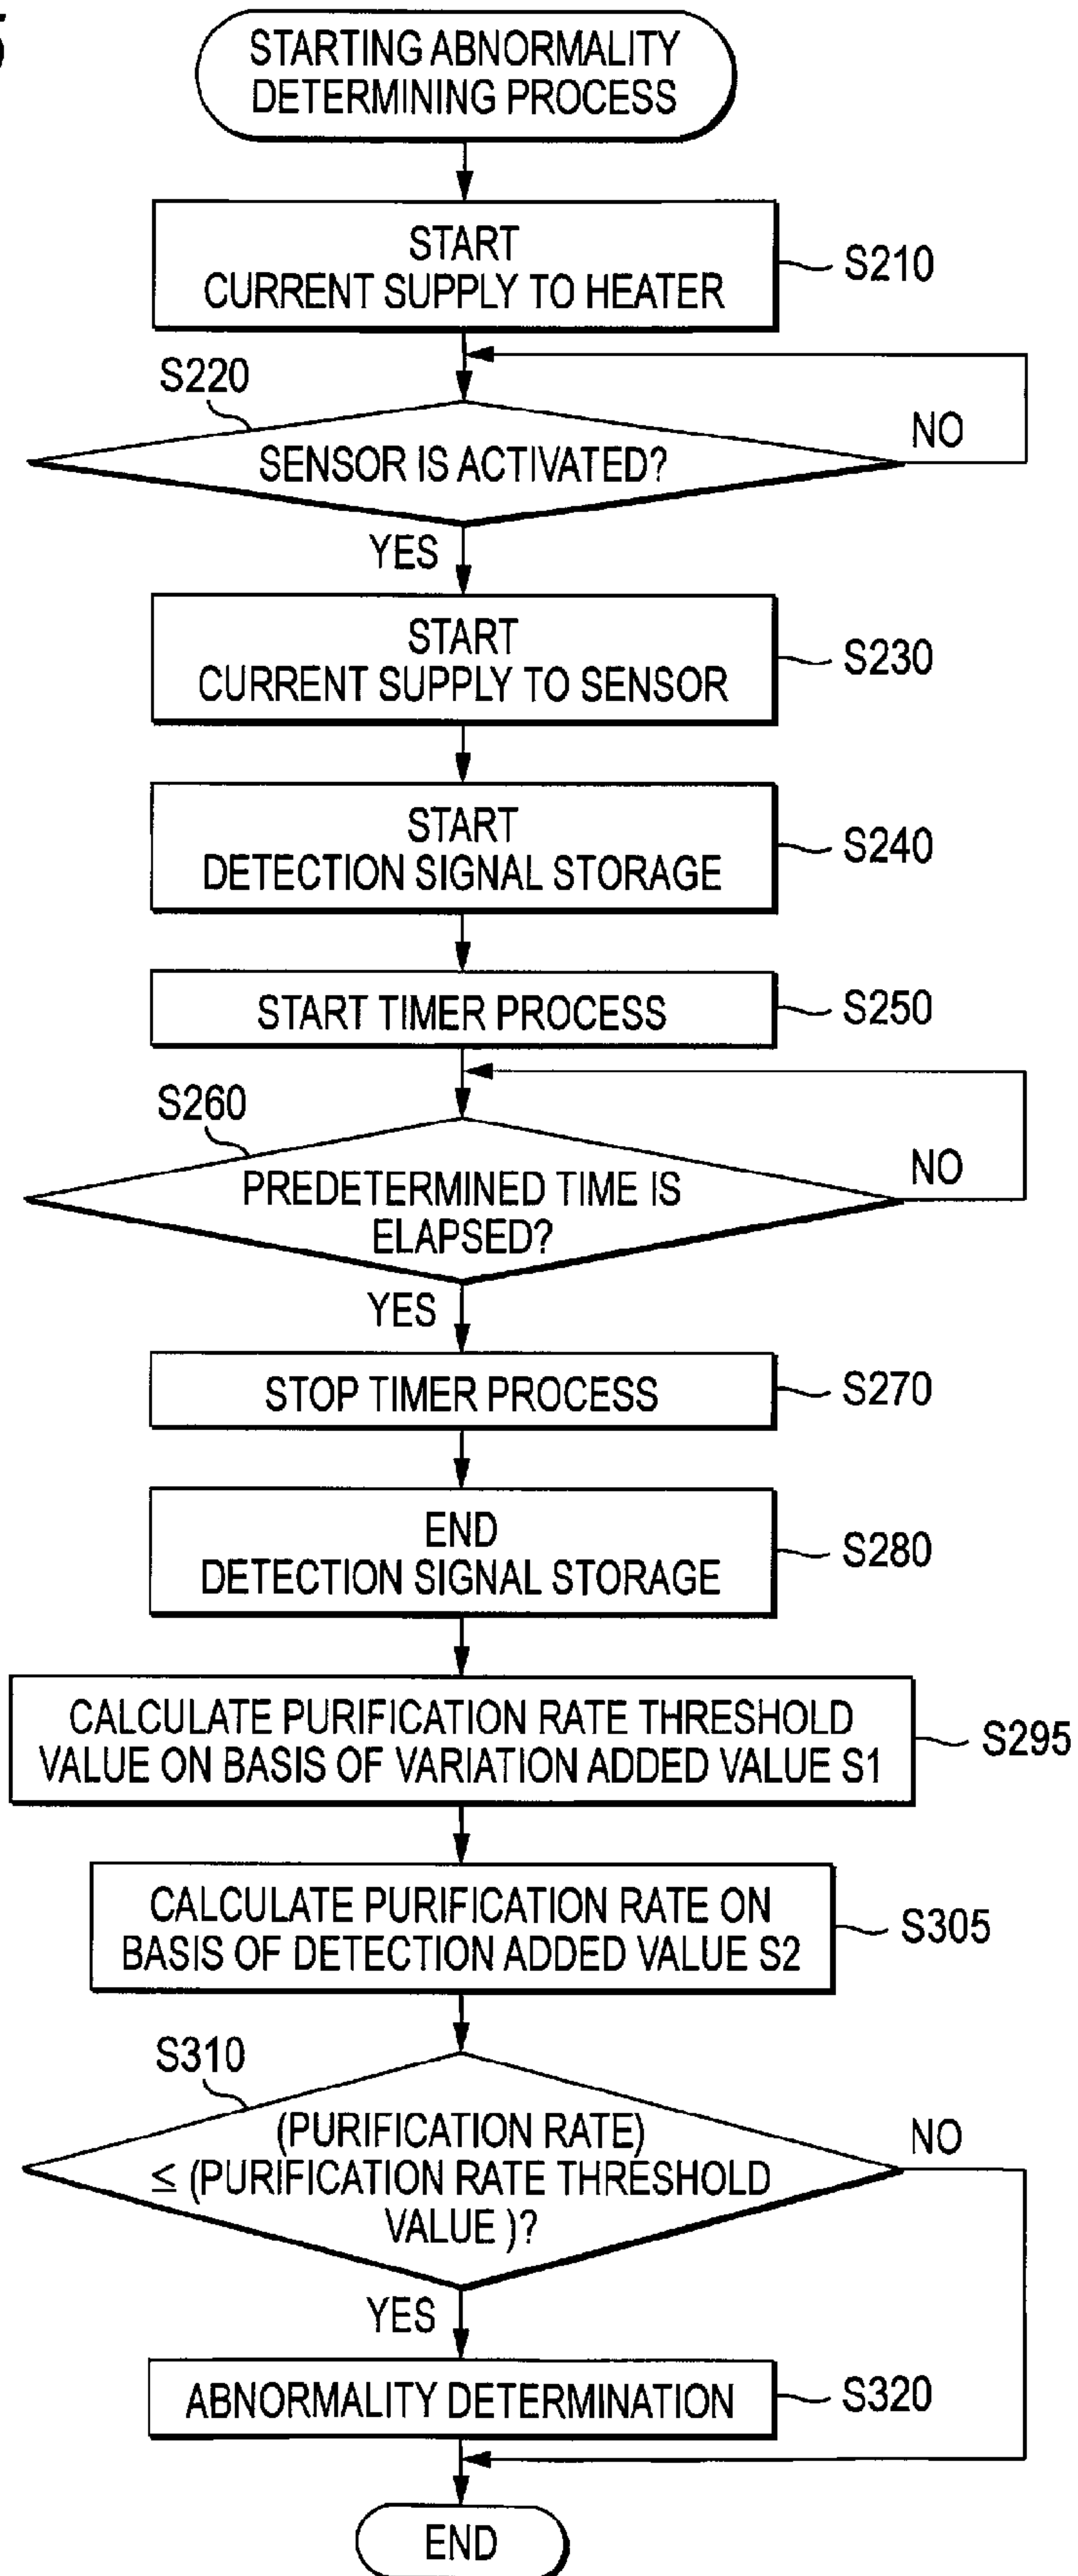 STARTING ABNORMALITY
DETERMINING PROCESS
START
CURRENT SUPPLY TO HEATER
S210
S220
SENSOR IS ACTIVATED?
NO
YES
START
CURRENT SUPPLY TO SENSOR
S230
START
DETECTION SIGNAL STORAGE
S240
START TIMER PROCESS
S250
S260
PREDETERMINED TIME IS
ELAPSED?
NO
YES
STOP TIMER PROCESS
S270
END
DETECTION SIGNAL STORAGE
S280
CALCULATE PURIFICATION RATE THRESHOLD
VALUE ON BASIS OF VARIATION ADDED VALUE S1
S295
CALCULATE PURIFICATION RATE ON
BASIS OF DETECTION ADDED VALUE S2
S305
S310
(PURIFICATION RATE)
≤ (PURIFICATION RATE THRESHOLD
VALUE )?
NO
YES
ABNORMALITY DETERMINATION
S320
END